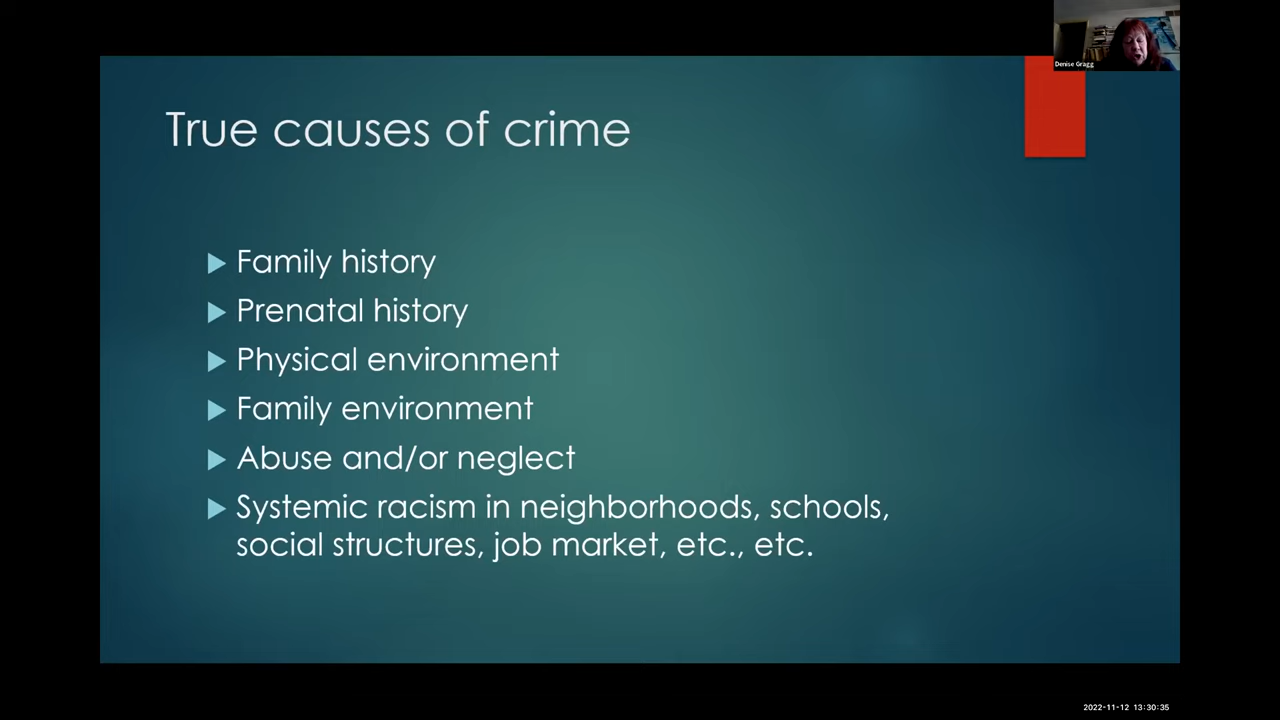 Denise Gragg
True causes of crime
Family history
Prenatal history
Physical environment
Family environment
Abuse and/or neglect
Systemic racism in neighborhoods, schools,
social structures, job market, etc., etc.
2022-11-12 13:30:35